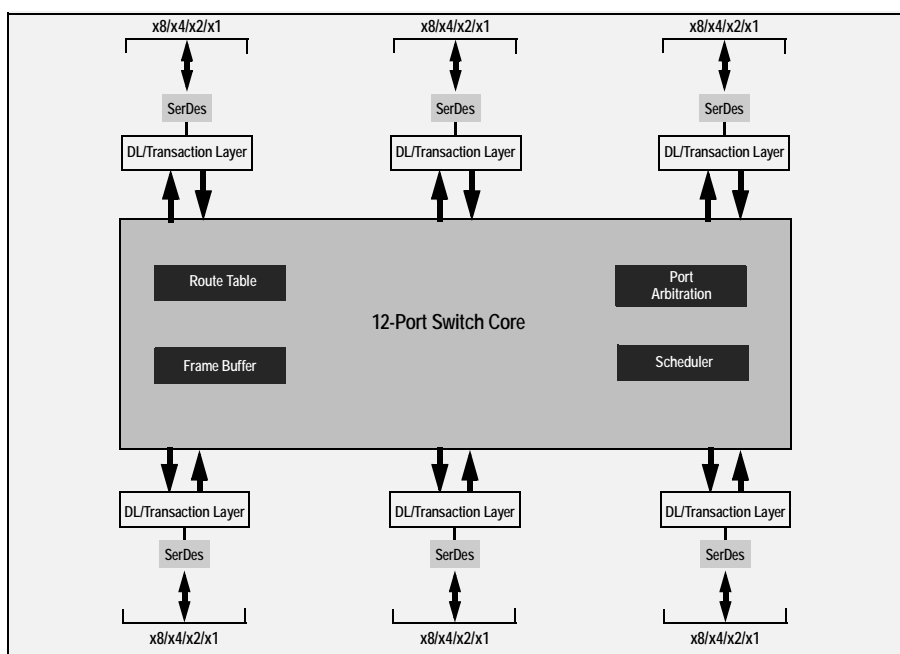 x8/x4/x2/x1
x8/x4/x2/x1
x8/x4/x2/x1
SerDes
SerDes
SerDes
DL/Transaction Layer
DL/Transaction Layer
DL/Transaction Layer
Route Table
Port
Arbitration
12-Port Switch Core
Frame Buffer
Scheduler
DL/Transaction Layer
DL/Transaction Layer
DL/Transaction Layer
SerDes
SerDes
SerDes
x8/x4/x2/x1
x8/x4/x2/x1
x8/x4/x2/x1